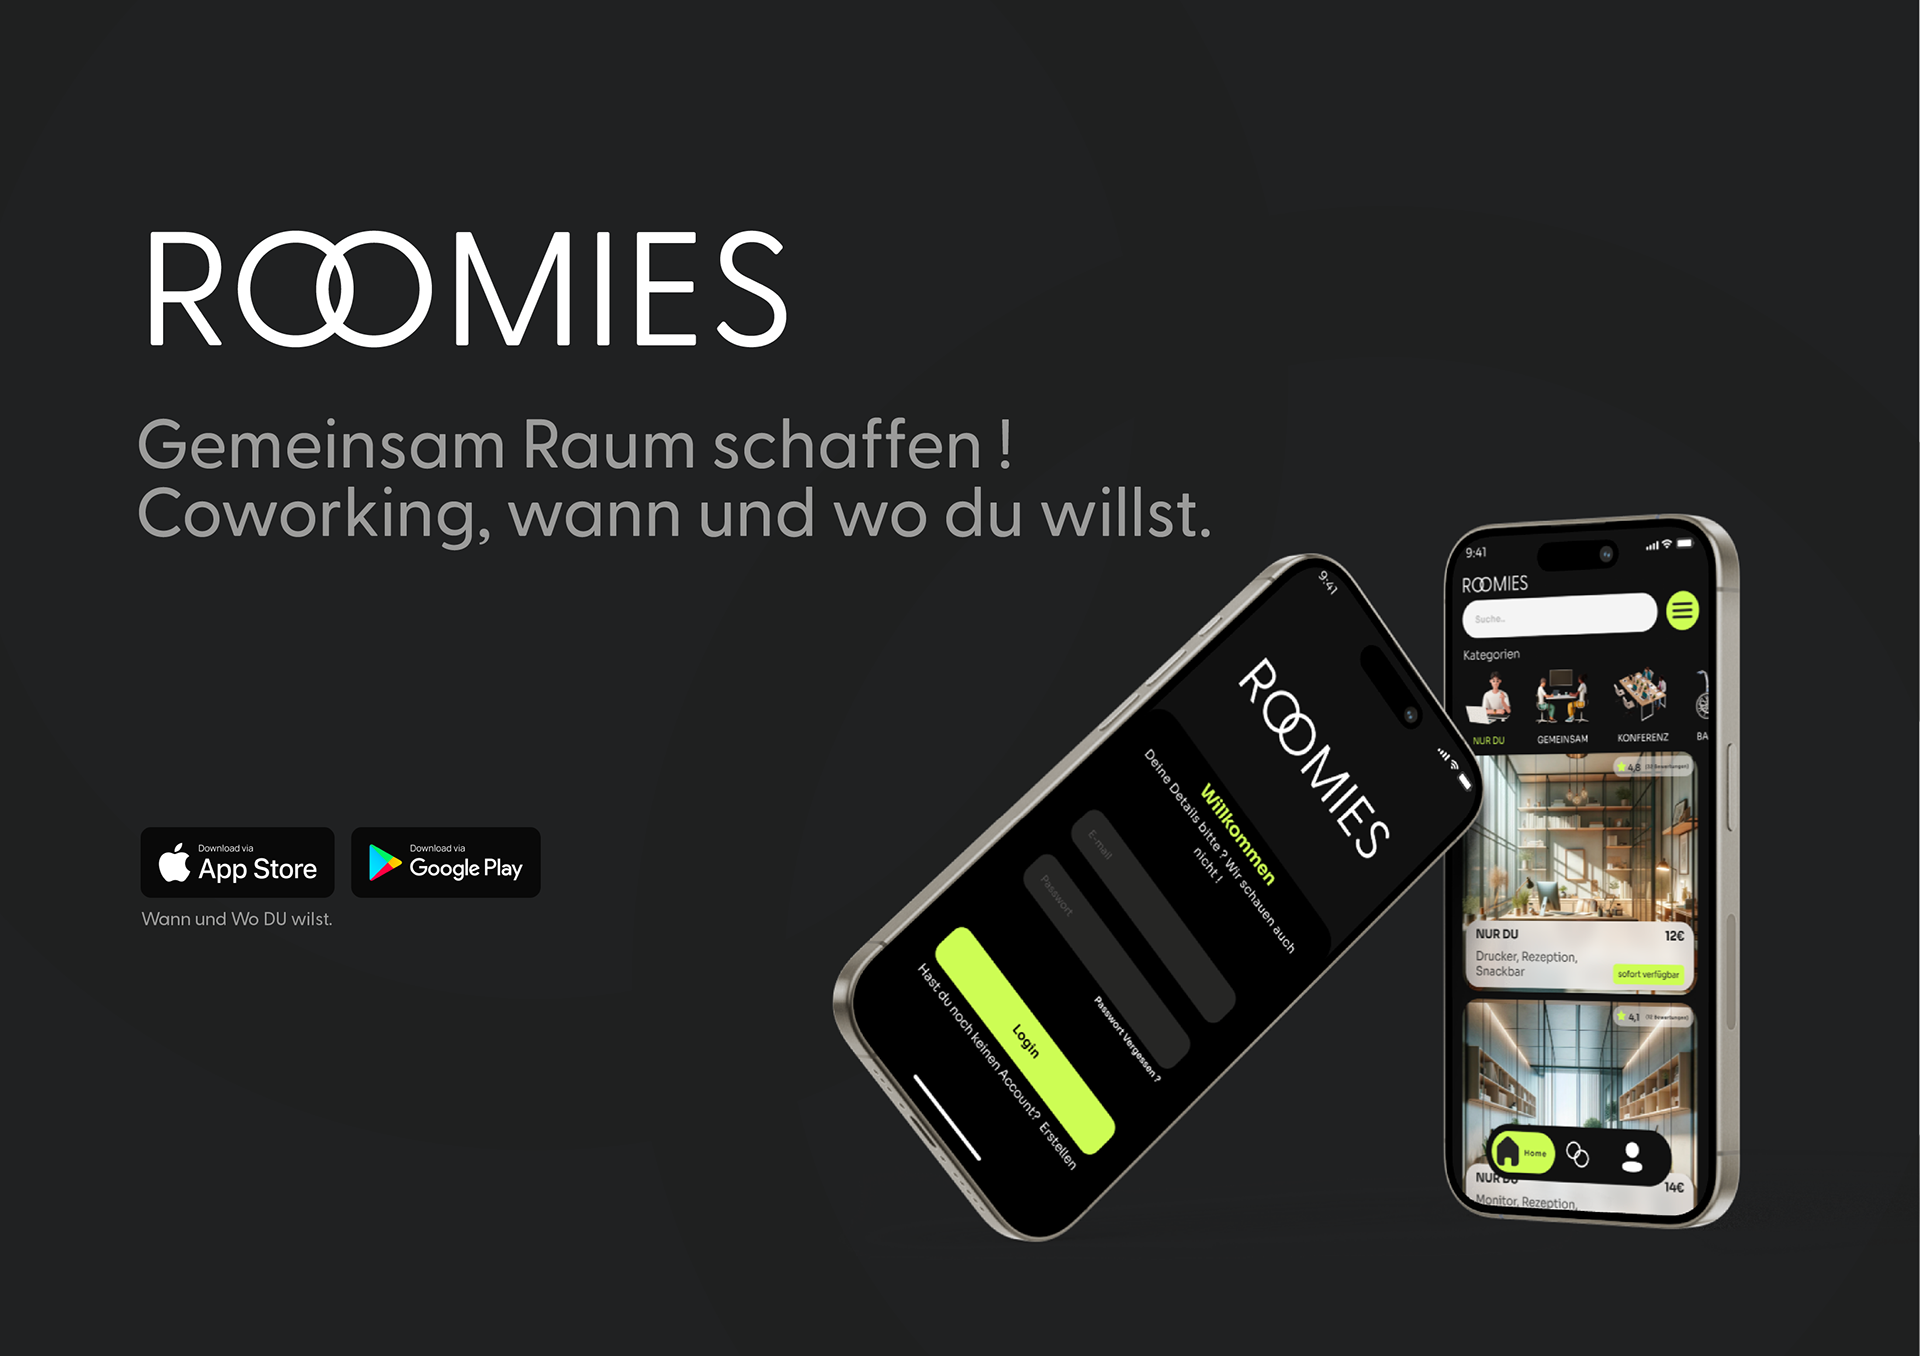 ROOMIES
Gemeinsam Raum schaffen !
Coworking, wann und wo du willst.
Download via
App Store
Download via
Google Play
Wann und Wo DU wilst.
9:41
ROOMIES
Willkommen
Deine Details bitte ? Wir schauen auch
nicht !
E-mail
Passwort
Passwort Vergessen ?
Login
Hast du noch keinen Account? Erstellen
9:41
ROOMIES
Suche..
Kategorien
NUR DU
GEMEINSAM
KONFERENZ
BA
4,8
NUR DU
12€
Drucker, Rezeption,
Snackbar
sofort verfügbar
4,1
NUR DU
14€
Monitor, Rezeption,
Home